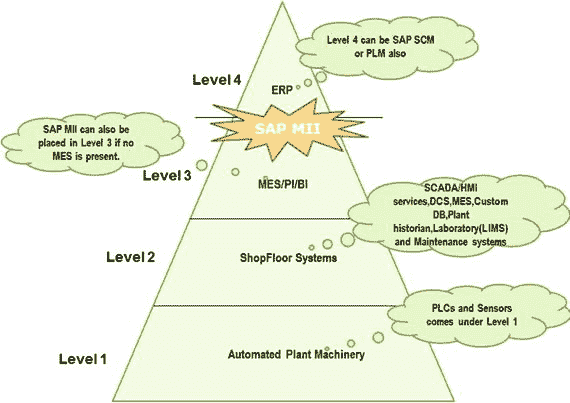 Level 4 can be SAP SCM
or PLM also
Level 4
ERP
SAP MII
SAP MII can also be
placed in Level 3 if no
MES is present.
Level 3
MES/PI/BI
SCADA/HMI
services,DCS,MES,Custom
DB,Plant
historian,Laboratory(LIMS)
and Maintenance systems
Level 2
ShopFloor Systems
PLCs and Sensors
comes under Level 1
Level 1
Automated Plant Machinery